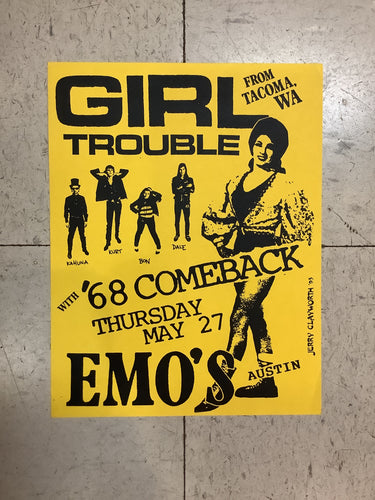 GIRL
TROUBLE
FROM
TACOMA,
WA
KAHUNA
KURT
BON
DALE
WITH '68 COMEBACK
THURSDAY
MAY 27
EMO'S
AUSTIN
JERRY CLAYWORTH '93